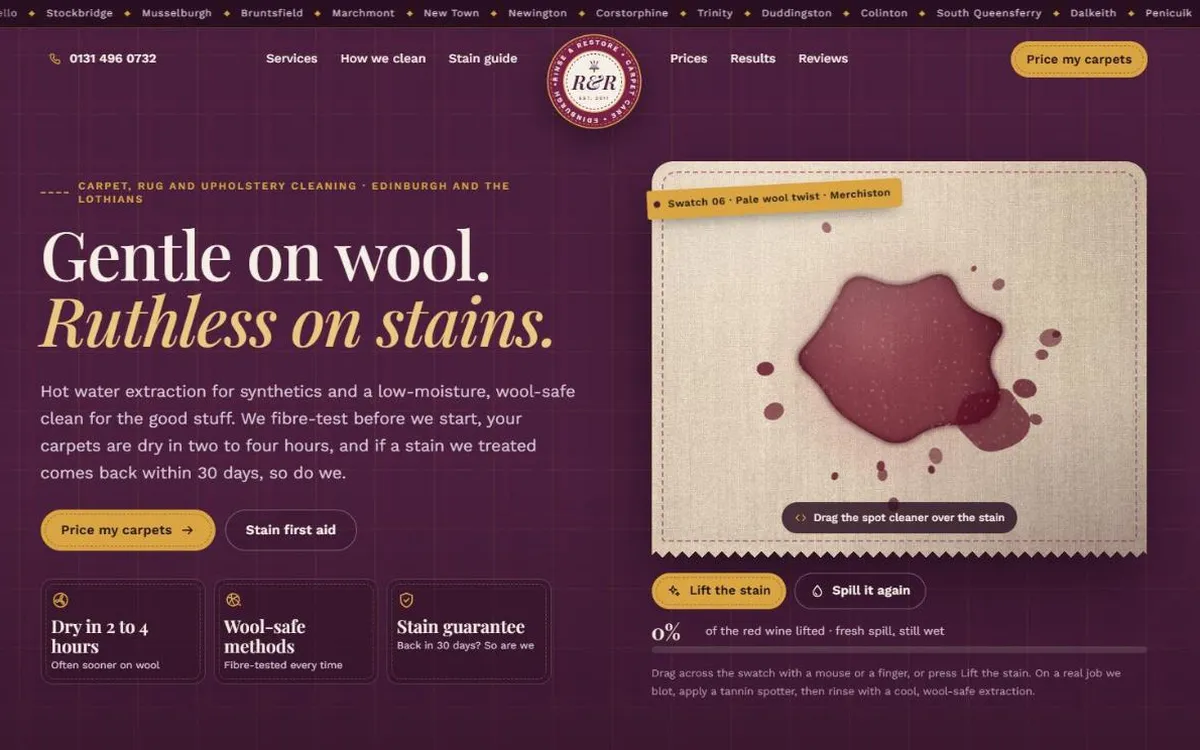 ello ◆ Stockbridge ◆ Musselburgh ◆ Bruntsfield ◆ Marchmont ◆ New Town ◆ Newington ◆ Corstorphine ◆ Trinity ◆ Duddingston ◆ Colinton ◆ South Queensferry ◆ Dalkeith ◆ Penicuik
0131 496 0732
Services
How we clean
Stain guide
RINSE & RESTORE • CARPET CARE • EDINBURGH •
R&R
EST. 2011
Prices
Results
Reviews
Price my carpets
CARPET, RUG AND UPHOLSTERY CLEANING · EDINBURGH AND THE
LOTHIANS
Gentle on wool.
Ruthless on stains.
Hot water extraction for synthetics and a low-moisture, wool-safe
clean for the good stuff. We fibre-test before we start, your
carpets are dry in two to four hours, and if a stain we treated
comes back within 30 days, so do we.
Price my carpets →
Stain first aid
Dry in 2 to 4
hours
Often sooner on wool
Wool-safe
methods
Fibre-tested every time
Stain guarantee
Back in 30 days? So are we
Swatch 06 · Pale wool twist · Merchiston
Drag the spot cleaner over the stain
Lift the stain
Spill it again
0% of the red wine lifted · fresh spill, still wet
Drag across the swatch with a mouse or a finger, or press Lift the stain. On a real job we
blot, apply a tannin spotter, then rinse with a cool, wool-safe extraction.